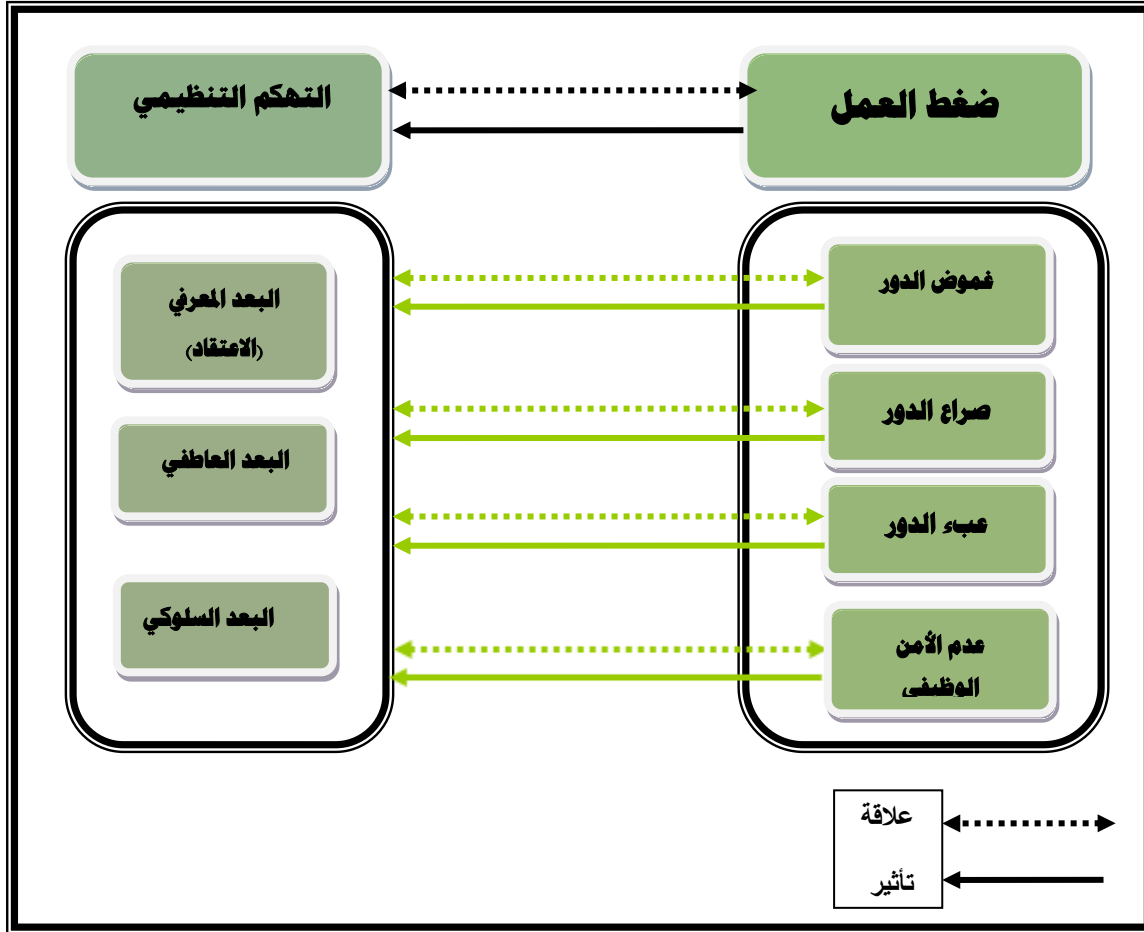 ضغط العمل
التهكم التنظيمي
غموض الدور
صراع الدور
عبء الدور
عدم الأمن
الوظيفي
البعد المعرفي
(الاعتقاد)
البعد العاطفي
البعد السلوكي
علاقة
تأثير